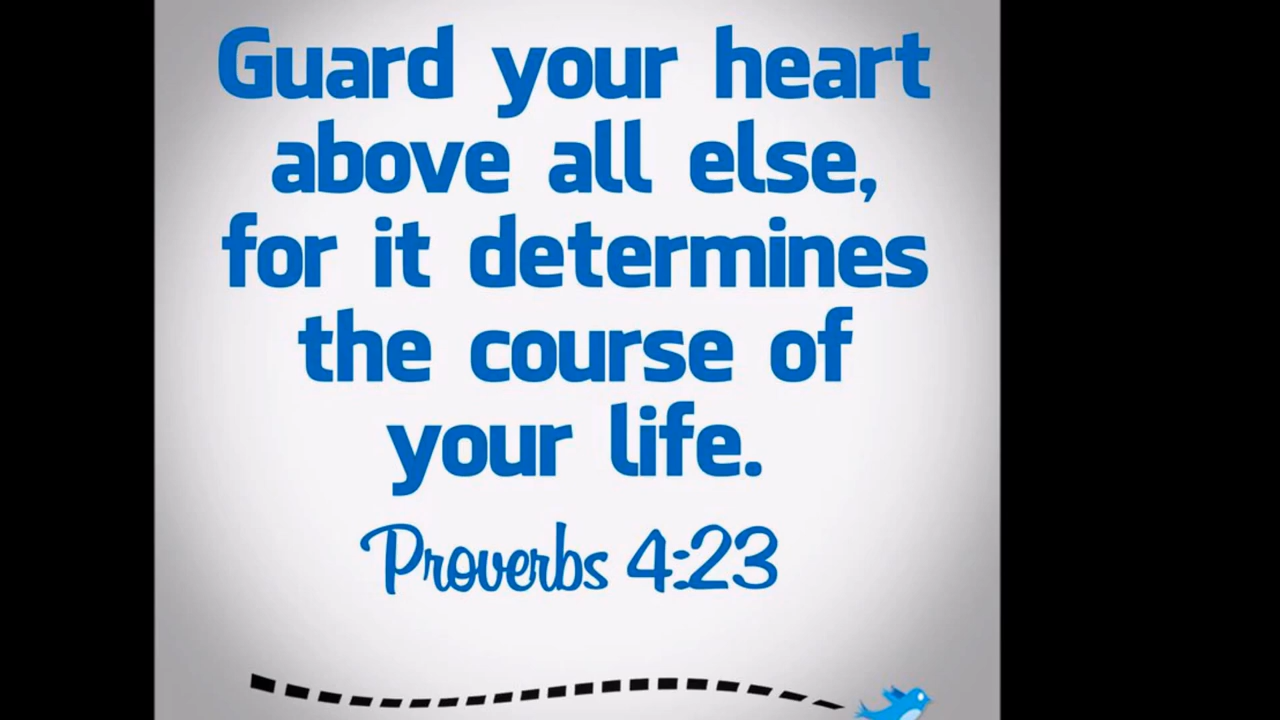 Guard your heart
above all else,
for it determines
the course of
your life.
Proverbs 4:23